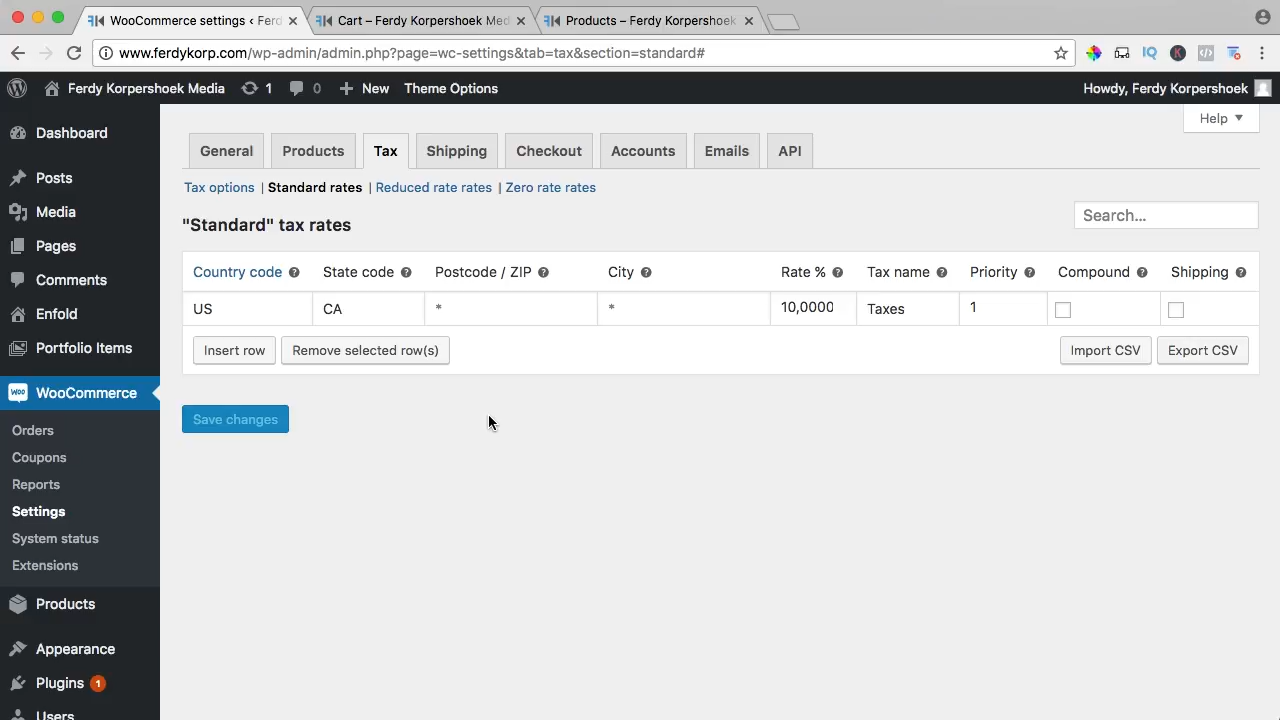 WooCommerce settings ‹ Ferd
Cart – Ferdy Korpershoek Med
Products – Ferdy Korpershoek
www.ferdykorp.com/wp-admin/admin.php?page=wc-settings&tab=tax&section=standard#
Ferdy Korpershoek Media 1 0 New Theme Options Howdy, Ferdy Korpershoek
Help
Dashboard
Posts
Media
Pages
Comments
Enfold
Portfolio Items
WooCommerce
Orders
Coupons
Reports
Settings
System status
Extensions
Products
Appearance
Plugins 1
Users
General Products Tax Shipping Checkout Accounts Emails API
Tax options | Standard rates | Reduced rate rates | Zero rate rates
"Standard" tax rates
Search...
Country code State code Postcode / ZIP City Rate % Tax name Priority Compound Shipping
US CA * * 10,0000 Taxes 1
Insert row Remove selected row(s) Import CSV Export CSV
Save changes